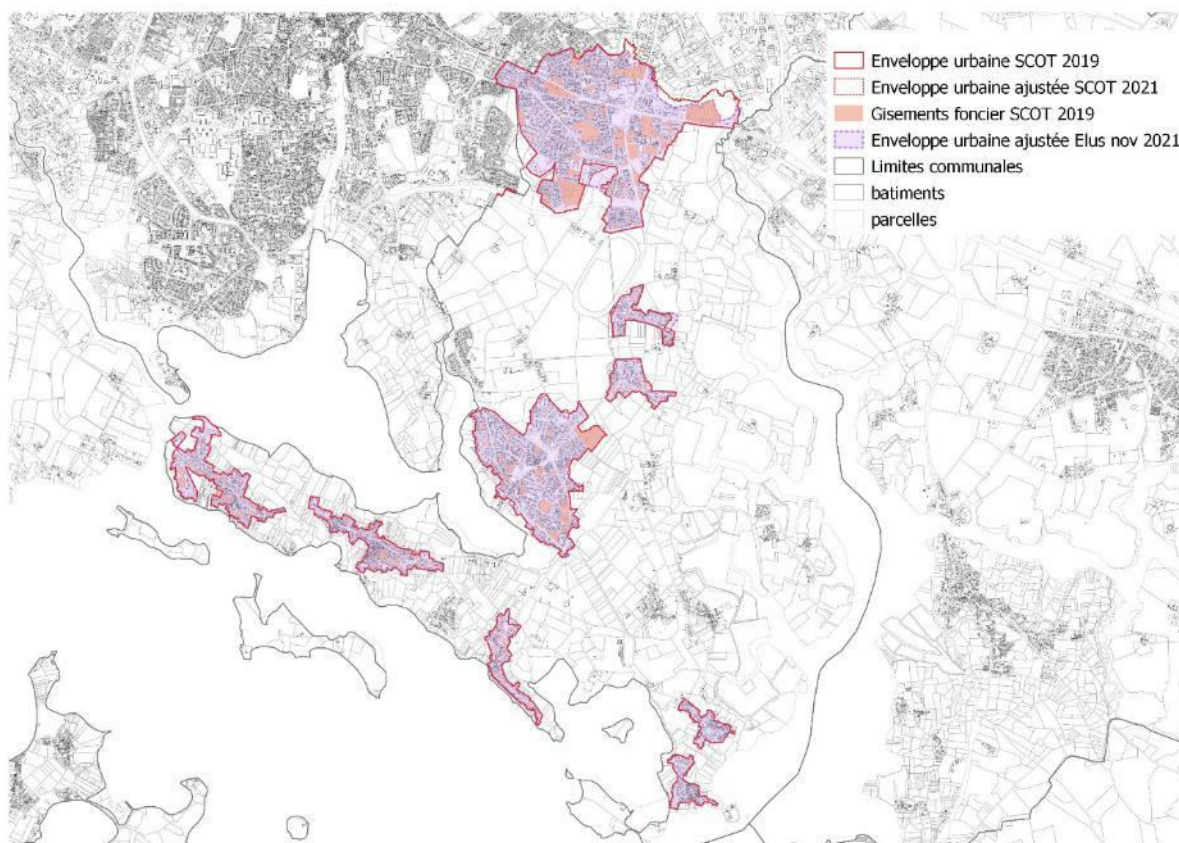 Enveloppe urbaine SCOT 2019
Enveloppe urbaine ajustée SCOT 2021
Gisements foncier SCOT 2019
Enveloppe urbaine ajustée Elus nov 2021
Limites communales
batiments
parcelles